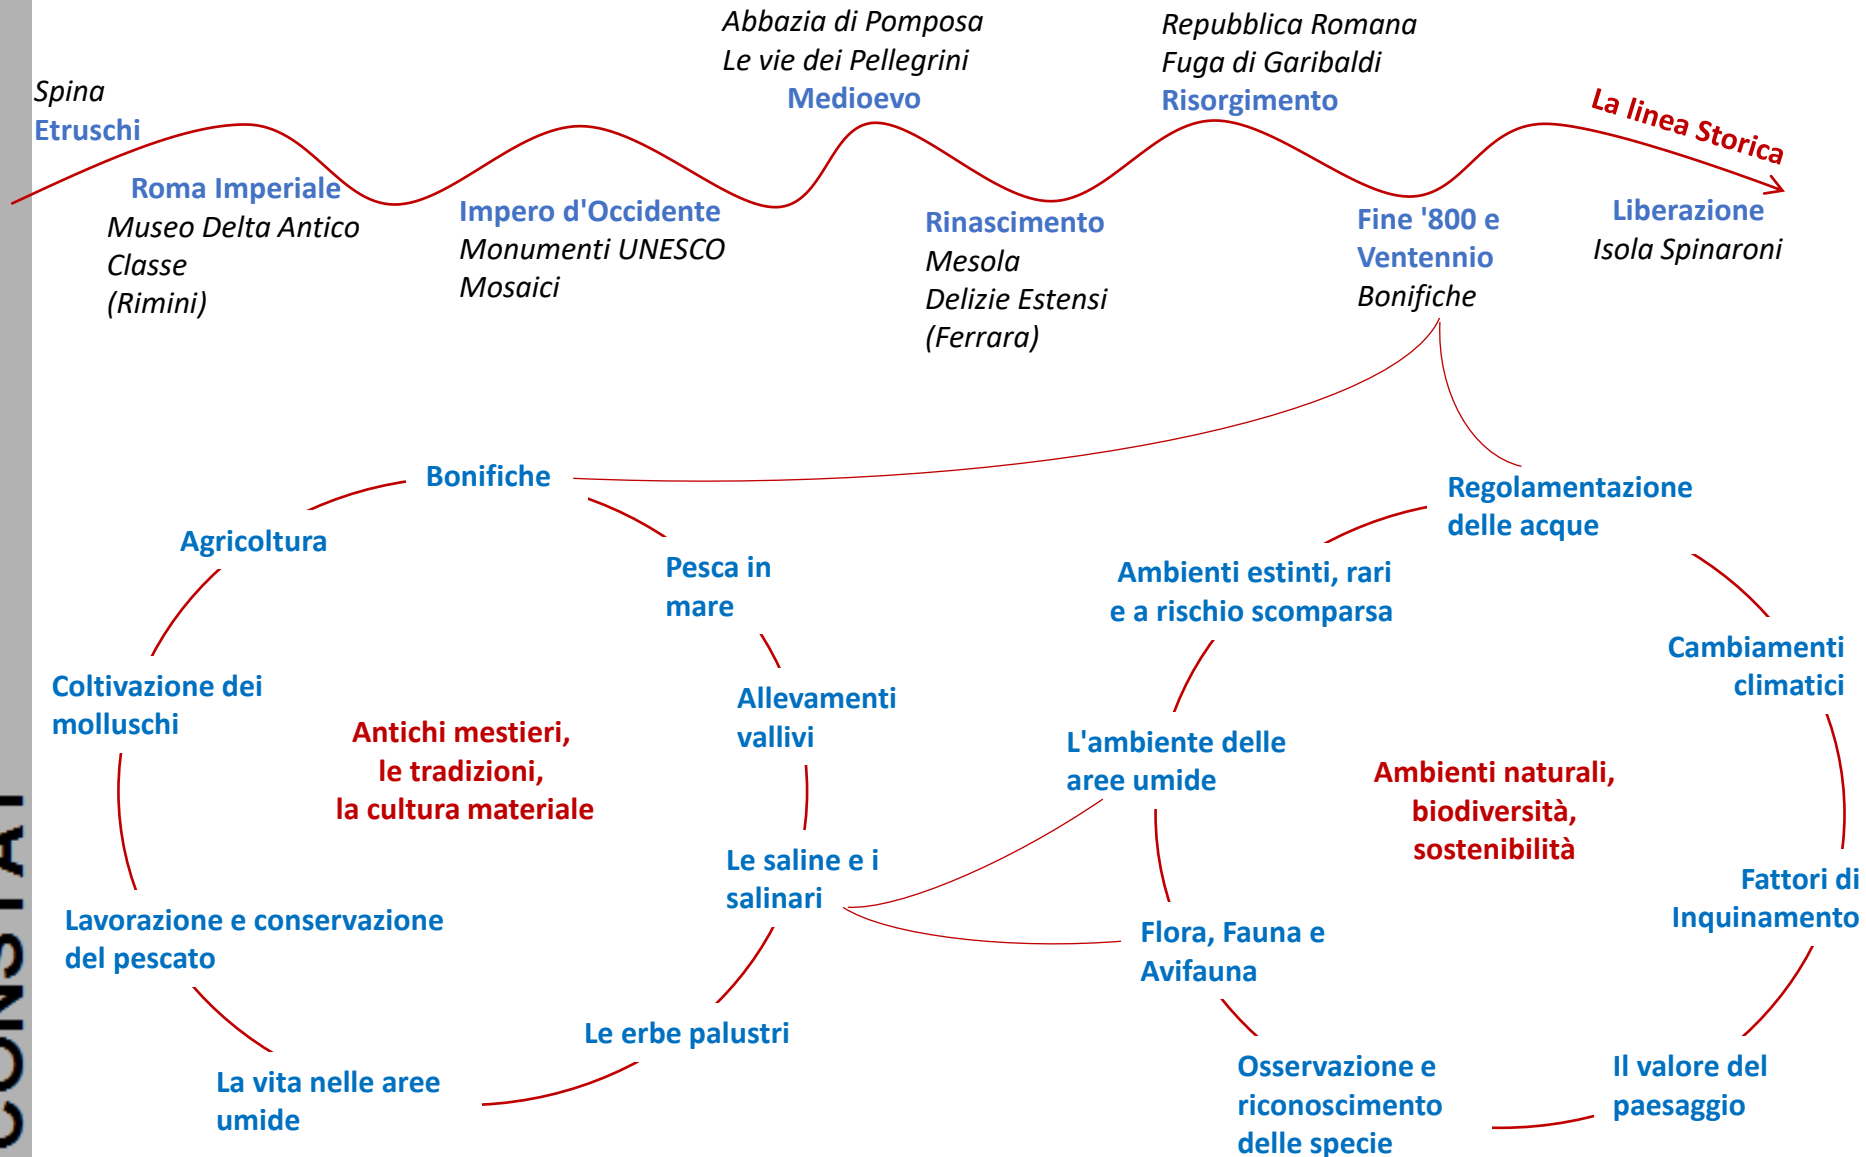 Abbazia di Pomposa
Le vie dei Pellegrini
Medioevo
Repubblica Romana
Fuga di Garibaldi
Risorgimento
Spina
Etruschi
La linea Storica
Roma Imperiale
Museo Delta Antico
Classe
(Rimini)
Impero d'Occidente
Monumenti UNESCO
Mosaici
Rinascimento
Mesola
Delizie Estensi
(Ferrara)
Fine '800 e
Ventennio
Bonifiche
Liberazione
Isola Spinaroni
Bonifiche
Agricoltura
Pesca in
mare
Coltivazione dei
molluschi
Allevamenti
vallivi
Antichi mestieri,
le tradizioni,
la cultura materiale
Le saline e i
salinari
Lavorazione e conservazione
del pescato
Le erbe palustri
La vita nelle aree
umide
Regolamentazione
delle acque
Ambienti estinti, rari
e a rischio scomparsa
Cambiamenti
climatici
L'ambiente delle
aree umide
Ambienti naturali,
biodiversità,
sostenibilità
Fattori di
Inquinamento
Flora, Fauna e
Avifauna
Osservazione e
riconoscimento
delle specie
Il valore del
paesaggio